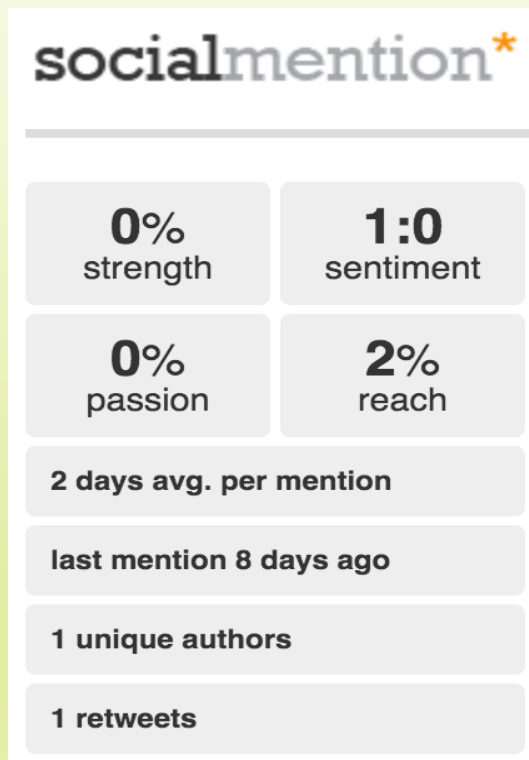 socialmention*
0%
strength
1:0
sentiment
0%
passion
2%
reach
2 days avg. per mention
last mention 8 days ago
1 unique authors
1 retweets